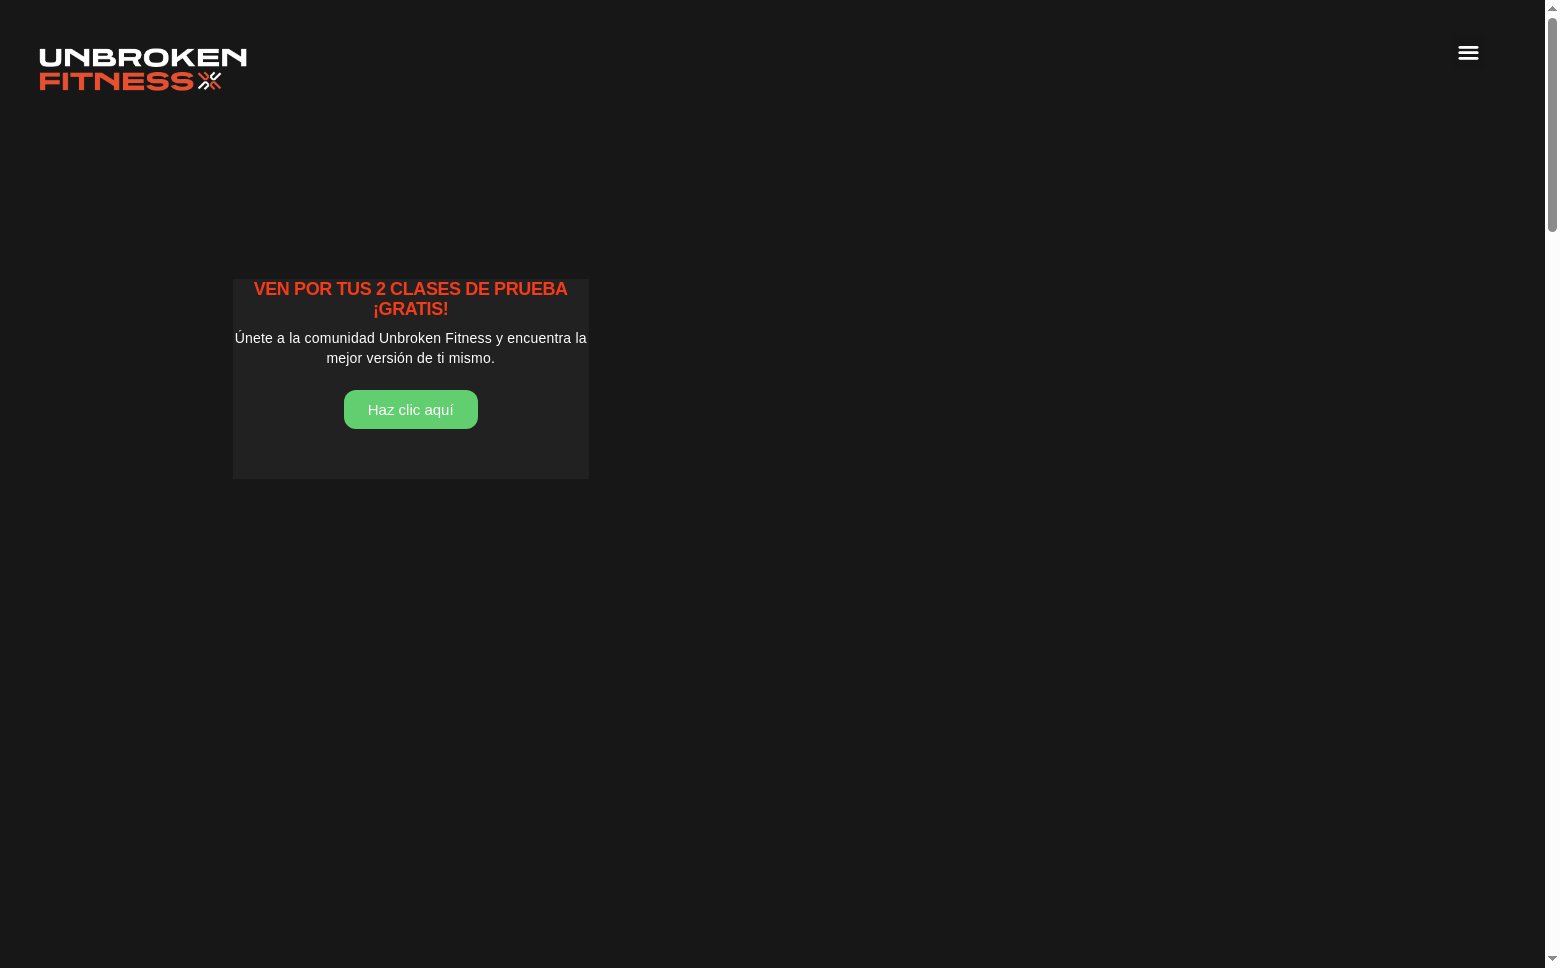 UNBROKEN
FITNESS
VEN POR TUS 2 CLASES DE PRUEBA
¡GRATIS!
Únete a la comunidad Unbroken Fitness y encuentra la
mejor versión de ti mismo.
Haz clic aquí